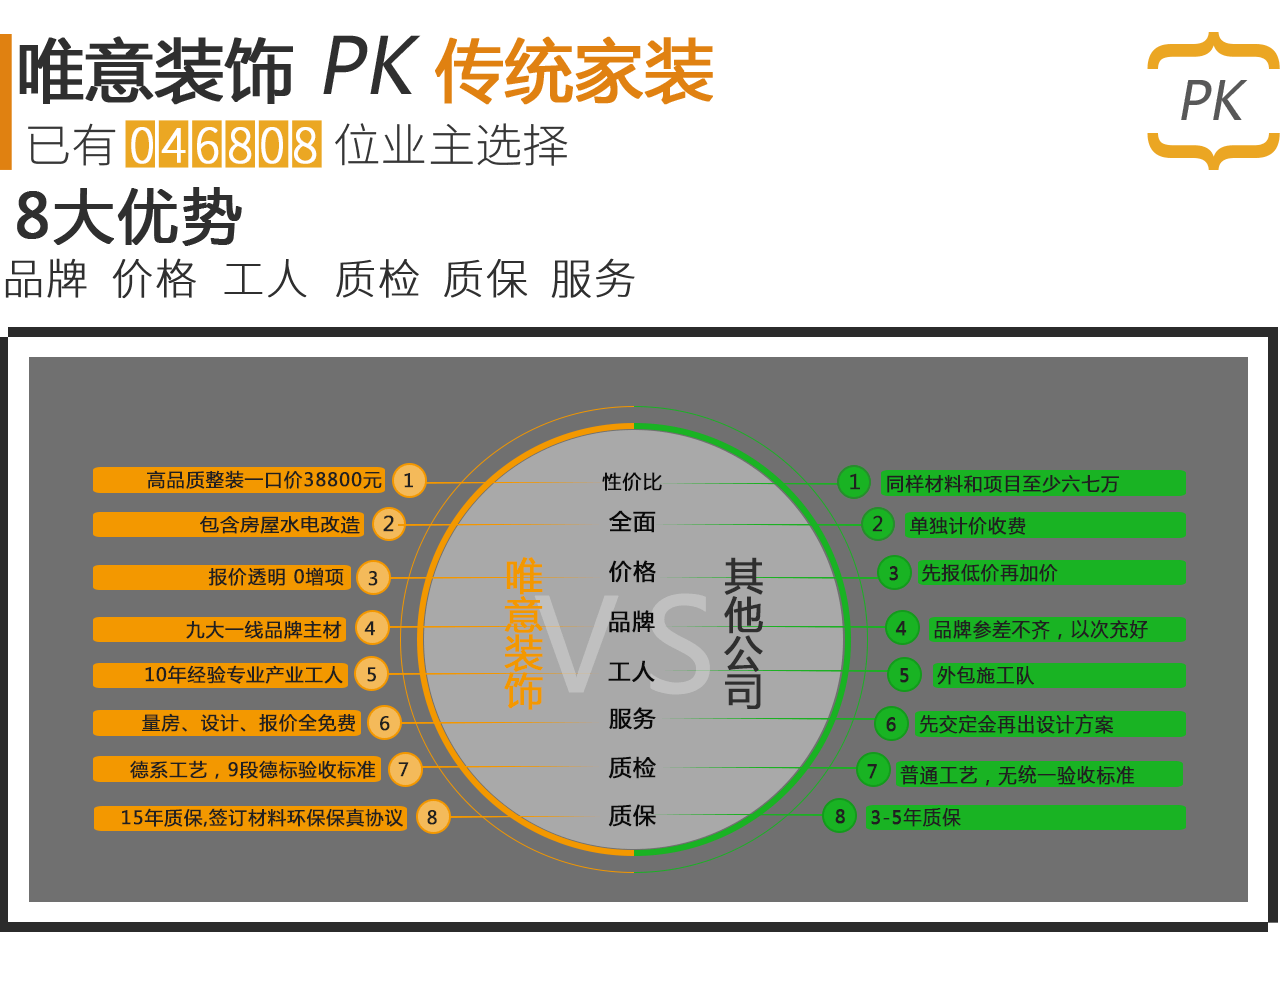 唯意装饰 PK 传统家装
PK
已有 046808 位业主选择
8大优势
品牌 价格 工人 质检 质保 服务
高品质整装一口价38800元 1 性价比 1 同样材料和项目至少六七万
包含房屋水电改造 2 全面 2 单独计价收费
报价透明 0增项 3 价格 3 先报低价再加价
九大一线品牌主材 4 品牌 4 品牌参差不齐，以次充好
10年经验专业产业工人 5 工人 5 外包施工队
量房、设计、报价全免费 6 服务 6 先交定金再出设计方案
德系工艺，9段德标验收标准 7 质检 7 普通工艺，无统一验收标准
15年质保,签订材料环保保真协议 8 质保 8 3-5年质保
唯意装饰
VS
其他公司